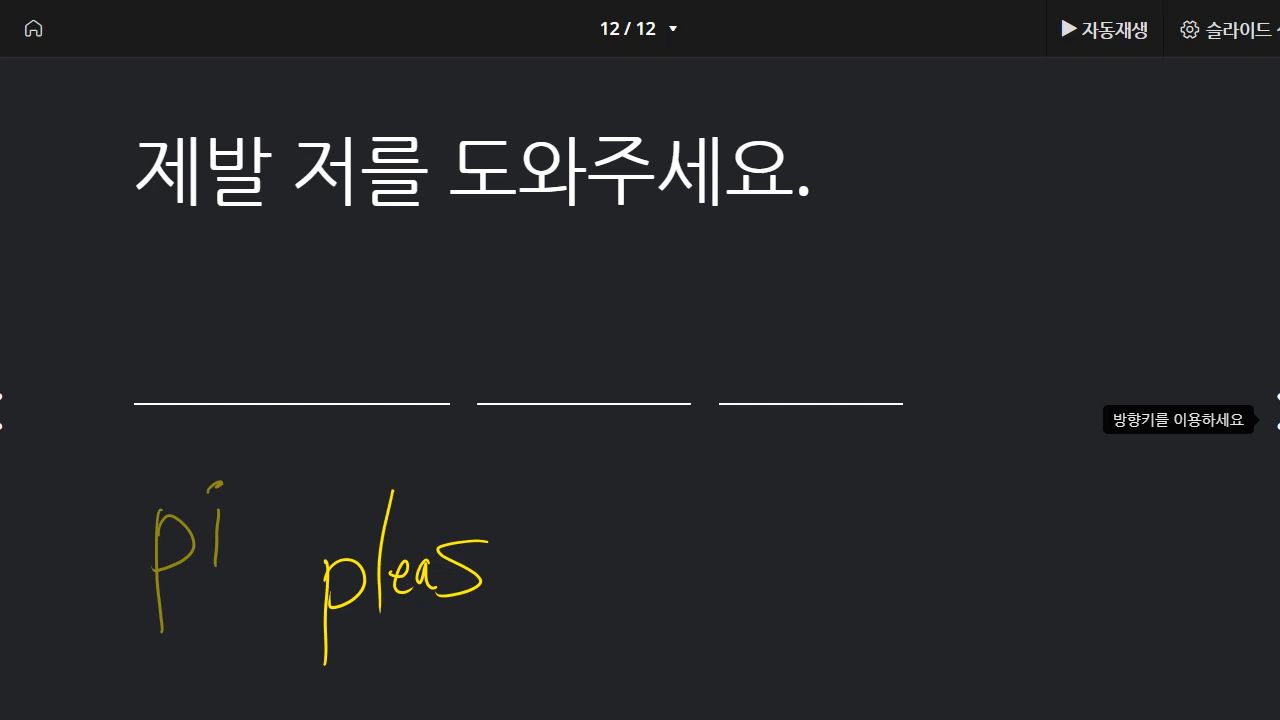 12 / 12
자동재생
슬라이드
제발 저를 도와주세요.
방향키를 이용하세요
pi
pleas